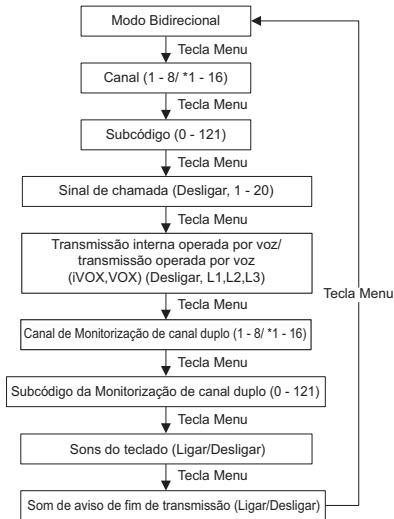 Modo Bidirecional
Tecla Menu
Canal (1 - 8/ *1 - 16)
Tecla Menu
Subcódigo (0 - 121)
Tecla Menu
Sinal de chamada (Desligar, 1 - 20)
Tecla Menu
Transmissão interna operada por voz/
transmissão operada por voz
(iVOX,VOX) (Desligar, L1,L2,L3)
Tecla Menu
Tecla Menu
Canal de Monitorização de canal duplo (1 - 8/ *1 - 16)
Tecla Menu
Subcódigo da Monitorização de canal duplo (0 - 121)
Tecla Menu
Sons do teclado (Ligar/Desligar)
Tecla Menu
Som de aviso de fim de transmissão (Ligar/Desligar)